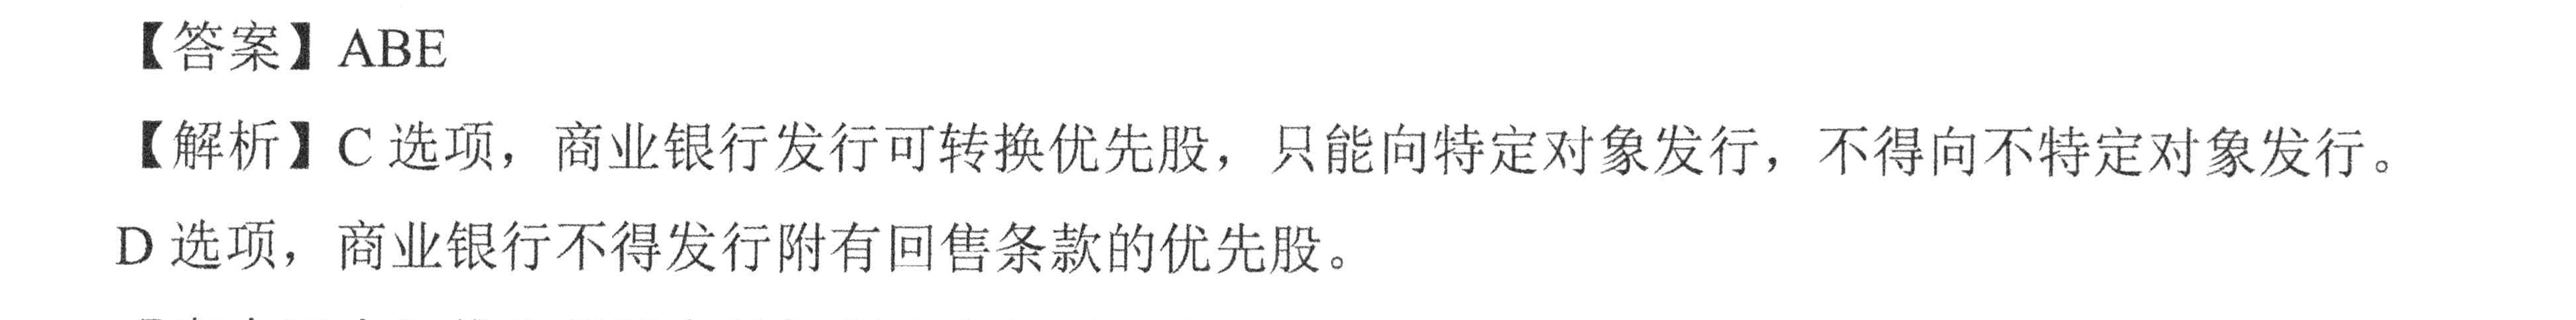 【答案】ABE
【解析】C 选项，商业银行发行可转换优先股，只能向特定对象发行，不得向不特定对象发行。
D 选项，商业银行不得发行附有回售条款的优先股。